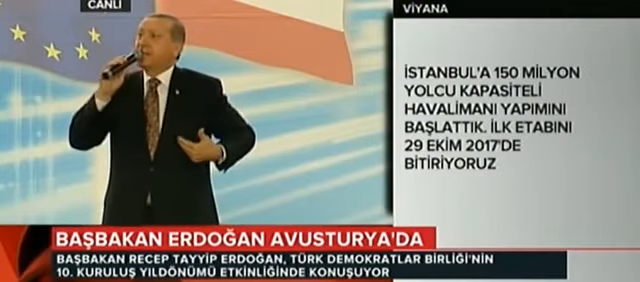 CANLI
VİYANA
İSTANBUL'A 150 MİLYON
YOLCU KAPASİTELİ
HAVALİMANI YAPIMINI
BAŞLATTIK. İLK ETABINI
29 EKİM 2017'DE
BİTİRİYORUZ
BAŞBAKAN ERDOĞAN AVUSTURYA'DA
BAŞBAKAN RECEP TAYYİP ERDOĞAN, TÜRK DEMOKRATLAR BİRLİĞİ'NİN
10. KURULUŞ YILDÖNÜMÜ ETKİNLİĞİNDE KONUŞUYOR